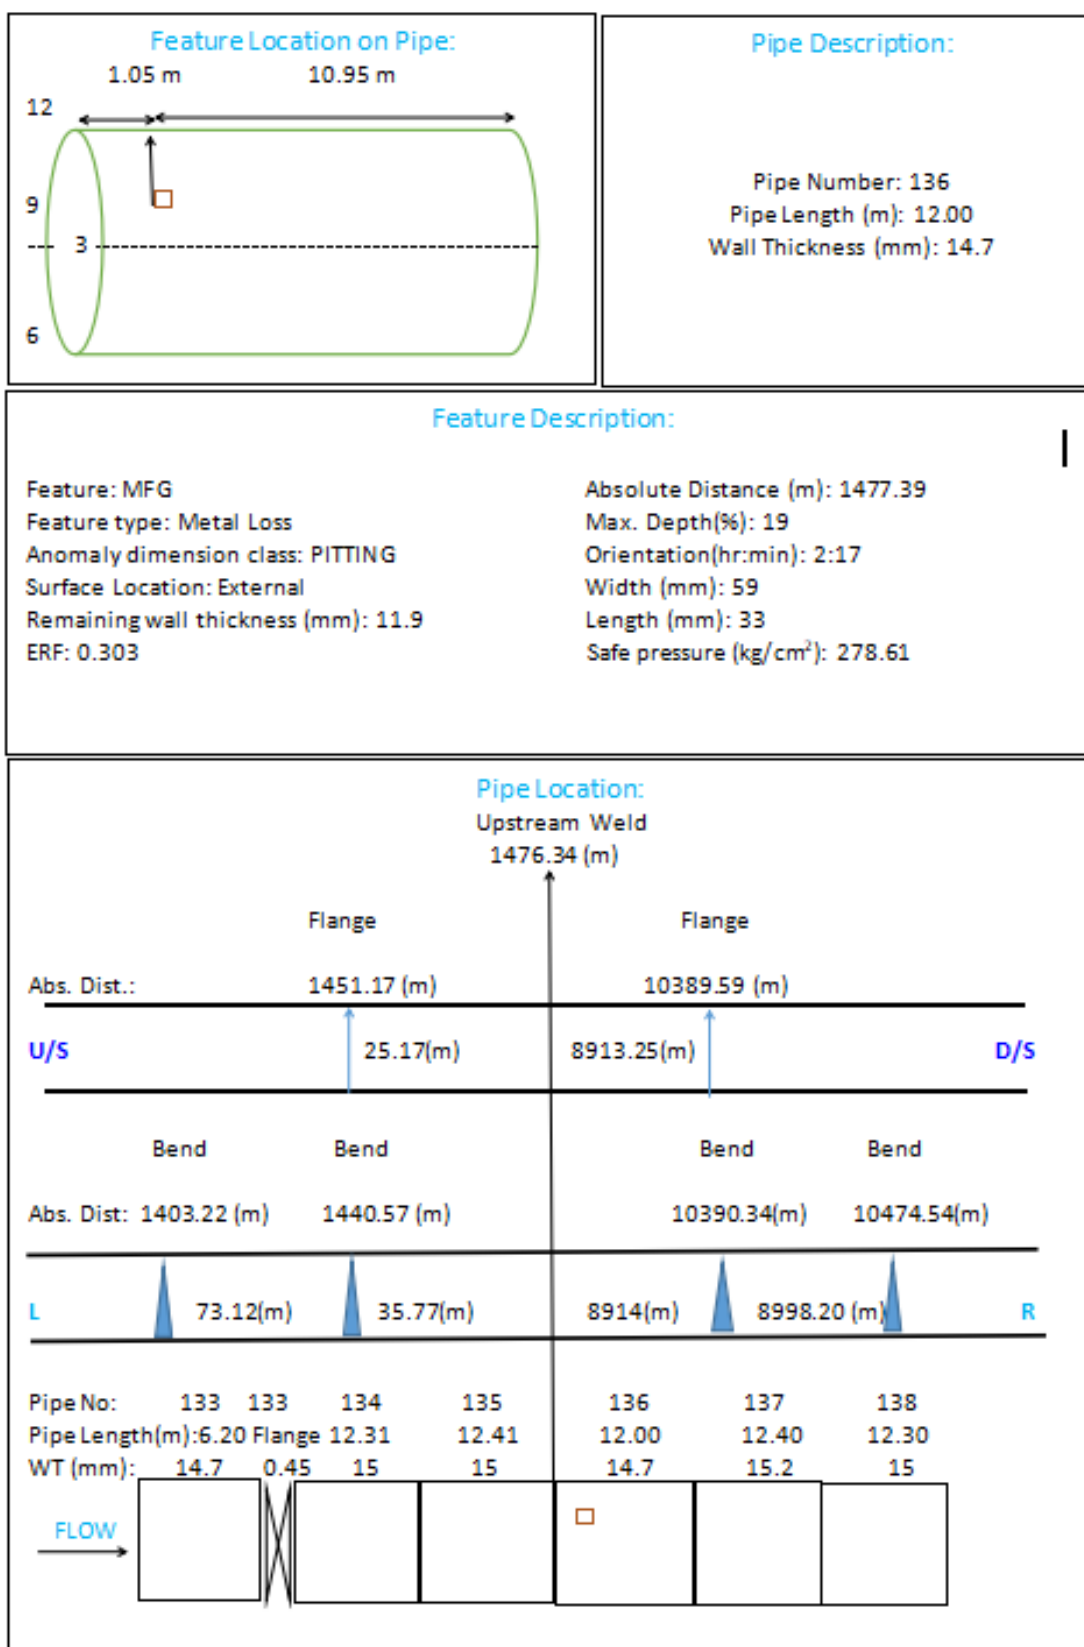 Feature Location on Pipe:
1.05 m 10.95 m
12
9
3
6
Pipe Description:
Pipe Number: 136
Pipe Length (m): 12.00
Wall Thickness (mm): 14.7
Feature Description:
Feature: MFG
Feature type: Metal Loss
Anomaly dimension class: PITTING
Surface Location: External
Remaining wall thickness (mm): 11.9
ERF: 0.303
Absolute Distance (m): 1477.39
Max. Depth(%): 19
Orientation(hr:min): 2:17
Width (mm): 59
Length (mm): 33
Safe pressure (kg/cm²): 278.61
Pipe Location:
Upstream Weld
1476.34 (m)
Flange Flange
Abs. Dist.: 1451.17 (m) 10389.59 (m)
U/S 25.17(m) 8913.25(m) D/S
Bend Bend Bend Bend
Abs. Dist: 1403.22 (m) 1440.57 (m) 10390.34(m) 10474.54(m)
L 73.12(m) 35.77(m) 8914(m) 8998.20 (m) R
Pipe No: 133 133 134 135 136 137 138
Pipe Length(m):6.20 Flange 12.31 12.41 12.00 12.40 12.30
WT (mm): 14.7 0.45 15 15 14.7 15.2 15
FLOW